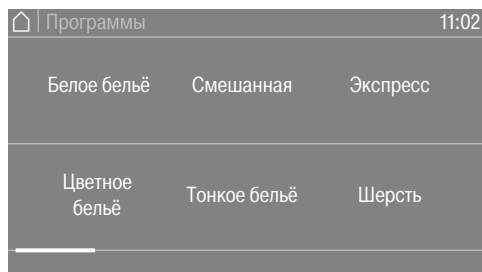 Программы 11:02
Белое бельё Смешанная Экспресс
Цветное
бельё Тонкое бельё Шерсть